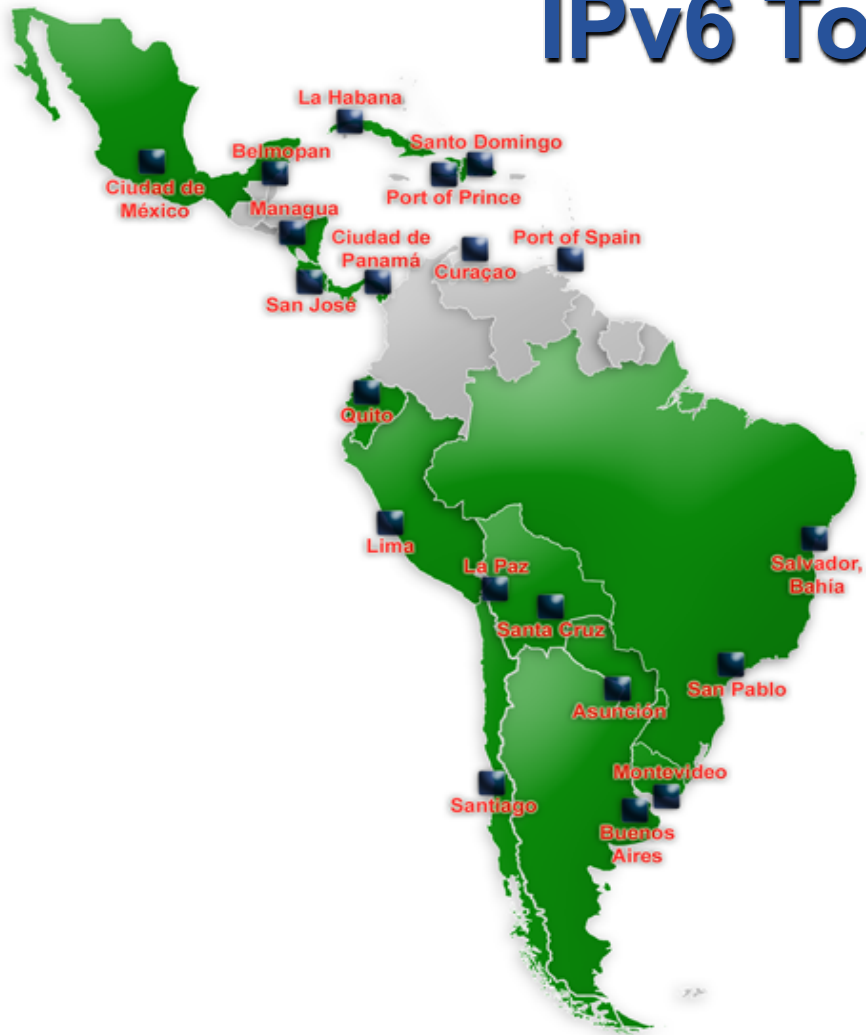 IPv6 To
La Habana
Santo Domingo
Belmopan
Ciudad de
México
Port of Prince
Managua
Ciudad de
Panamá
Port of Spain
Curaçao
San José
Quito
Lima
La Paz
Salvador,
Bahía
Santa Cruz
San Pablo
Asunción
Montevideo
Santiago
Buenos
Aires